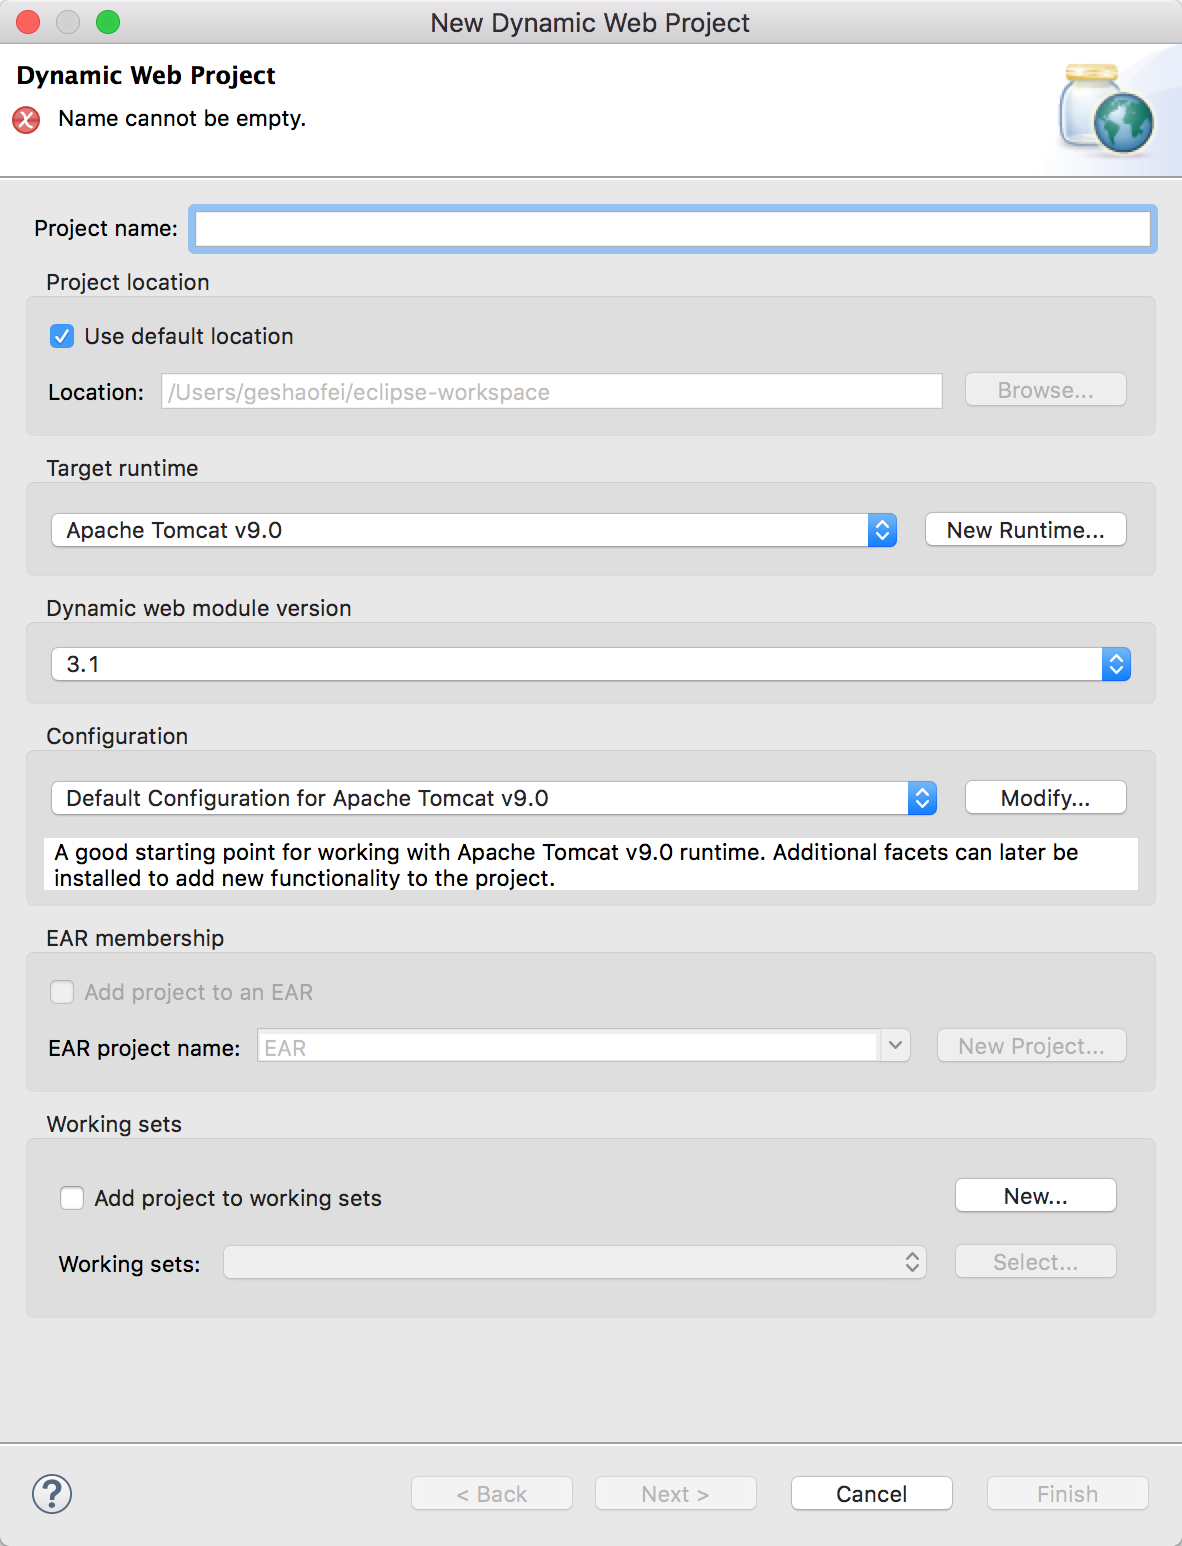 New Dynamic Web Project
Dynamic Web Project
Name cannot be empty.
Project name:
Project location
Use default location
Location: /Users/geshaofei/eclipse-workspace Browse...
Target runtime
Apache Tomcat v9.0 New Runtime...
Dynamic web module version
3.1
Configuration
Default Configuration for Apache Tomcat v9.0 Modify...
A good starting point for working with Apache Tomcat v9.0 runtime. Additional facets can later be
installed to add new functionality to the project.
EAR membership
Add project to an EAR
EAR project name: EAR New Project...
Working sets
Add project to working sets New...
Working sets: Select...
? < Back Next > Cancel Finish